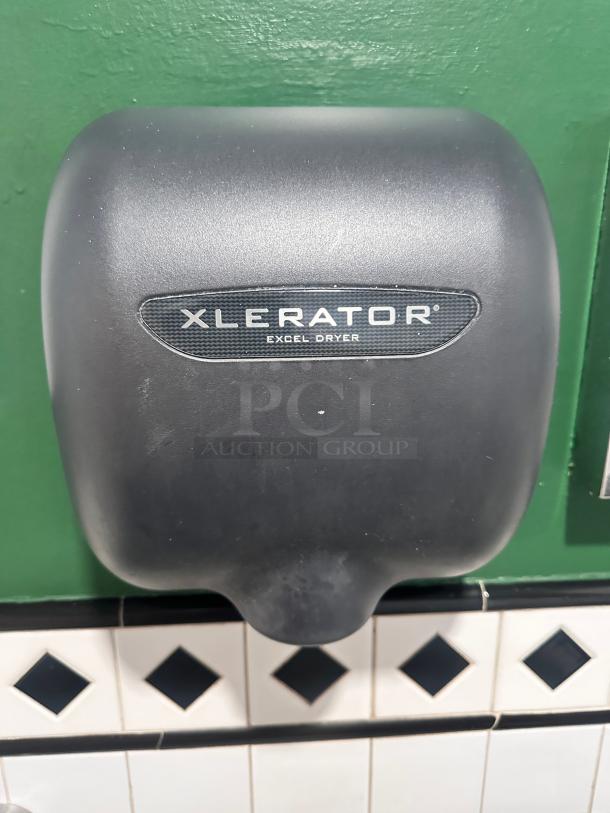 XLERATOR®
EXCEL DRYER
PCI
AUCTION GROUP